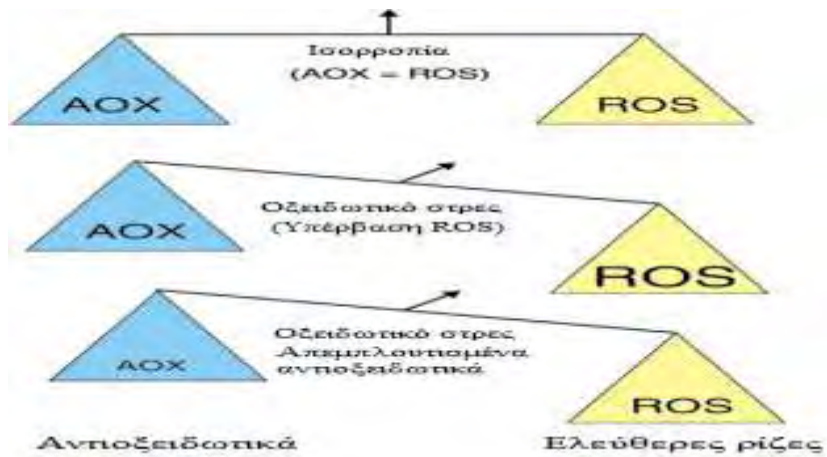 Ισορροπία
(AOX = ROS)
AOX
ROS
Οξειδωτικό στρες
(Υπέρβαση ROS)
AOX
ROS
Οξειδωτικό στρες
Απεμπλουτισμένα
αντιοξειδωτικά
AOX
ROS
Αντιοξειδωτικά
Ελεύθερες ρίζες